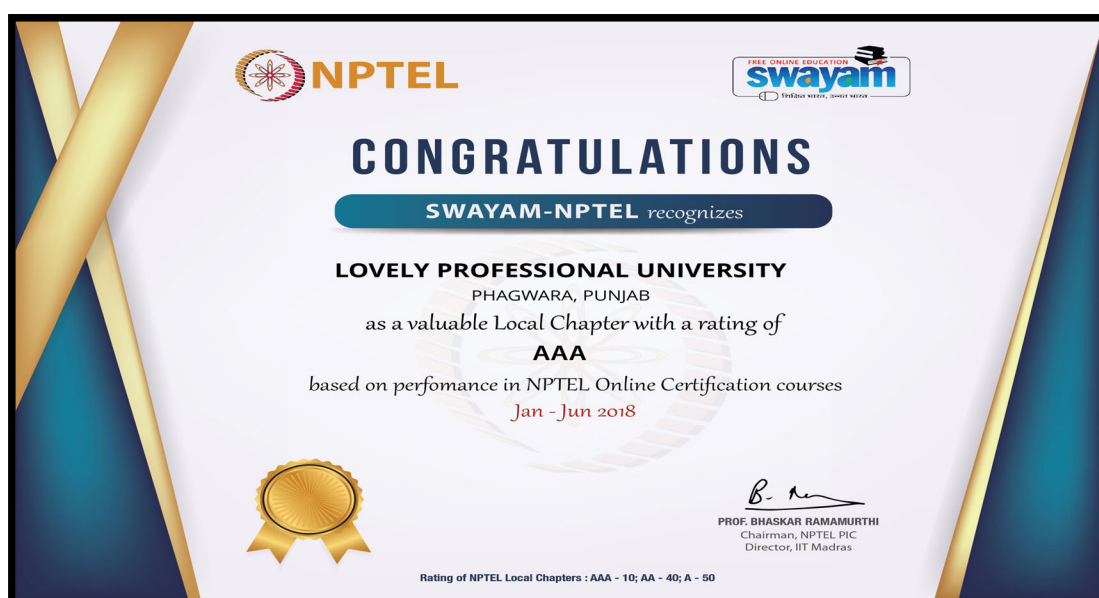 NPTEL
FREE ONLINE EDUCATION
swayam
शिक्षित भारत, उन्नत भारत
CONGRATULATIONS
SWAYAM-NPTEL recognizes
LOVELY PROFESSIONAL UNIVERSITY
PHAGWARA, PUNJAB
as a valuable Local Chapter with a rating of
AAA
based on perfomance in NPTEL Online Certification courses
Jan - Jun 2018
PROF. BHASKAR RAMAMURTHI
Chairman, NPTEL PIC
Director, IIT Madras
Rating of NPTEL Local Chapters : AAA - 10; AA - 40; A - 50